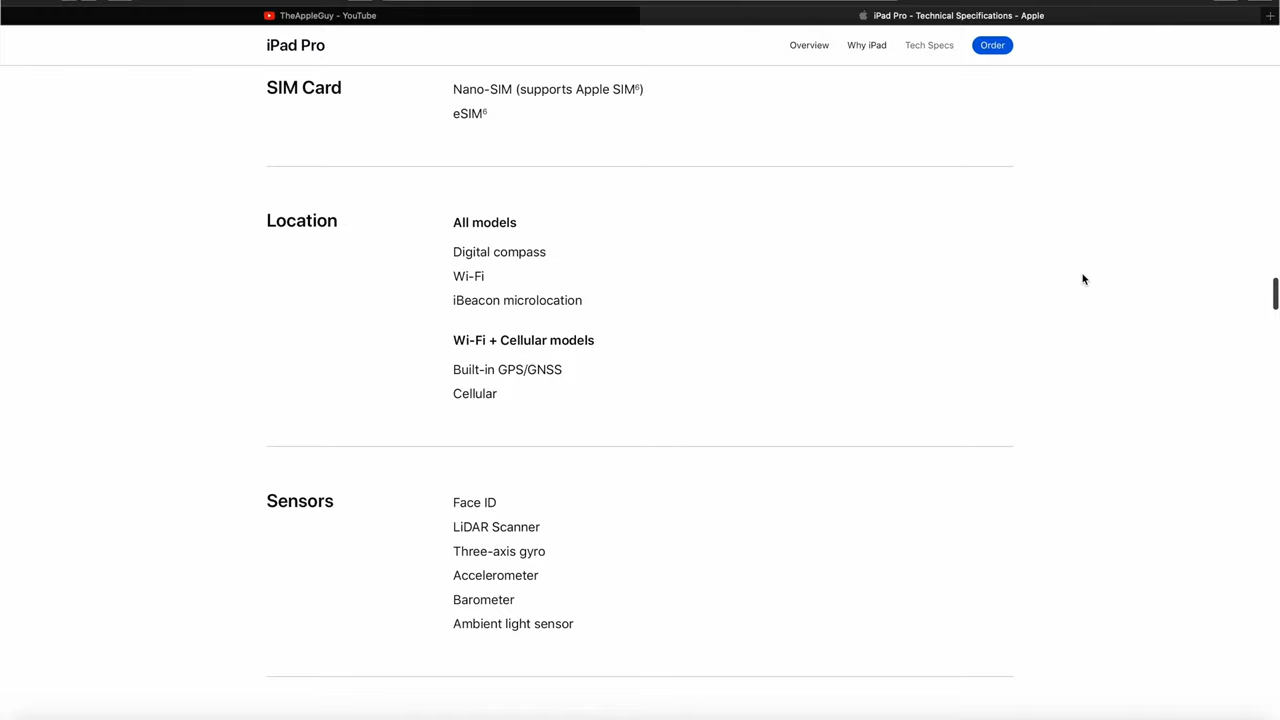 TheAppleGuy - YouTube
iPad Pro - Technical Specifications - Apple
iPad Pro
Overview
Why iPad
Tech Specs
Order
SIM Card
Nano-SIM (supports Apple SIM⁶)
eSIM⁶
Location
All models
Digital compass
Wi-Fi
iBeacon microlocation
Wi-Fi + Cellular models
Built-in GPS/GNSS
Cellular
Sensors
Face ID
LiDAR Scanner
Three-axis gyro
Accelerometer
Barometer
Ambient light sensor